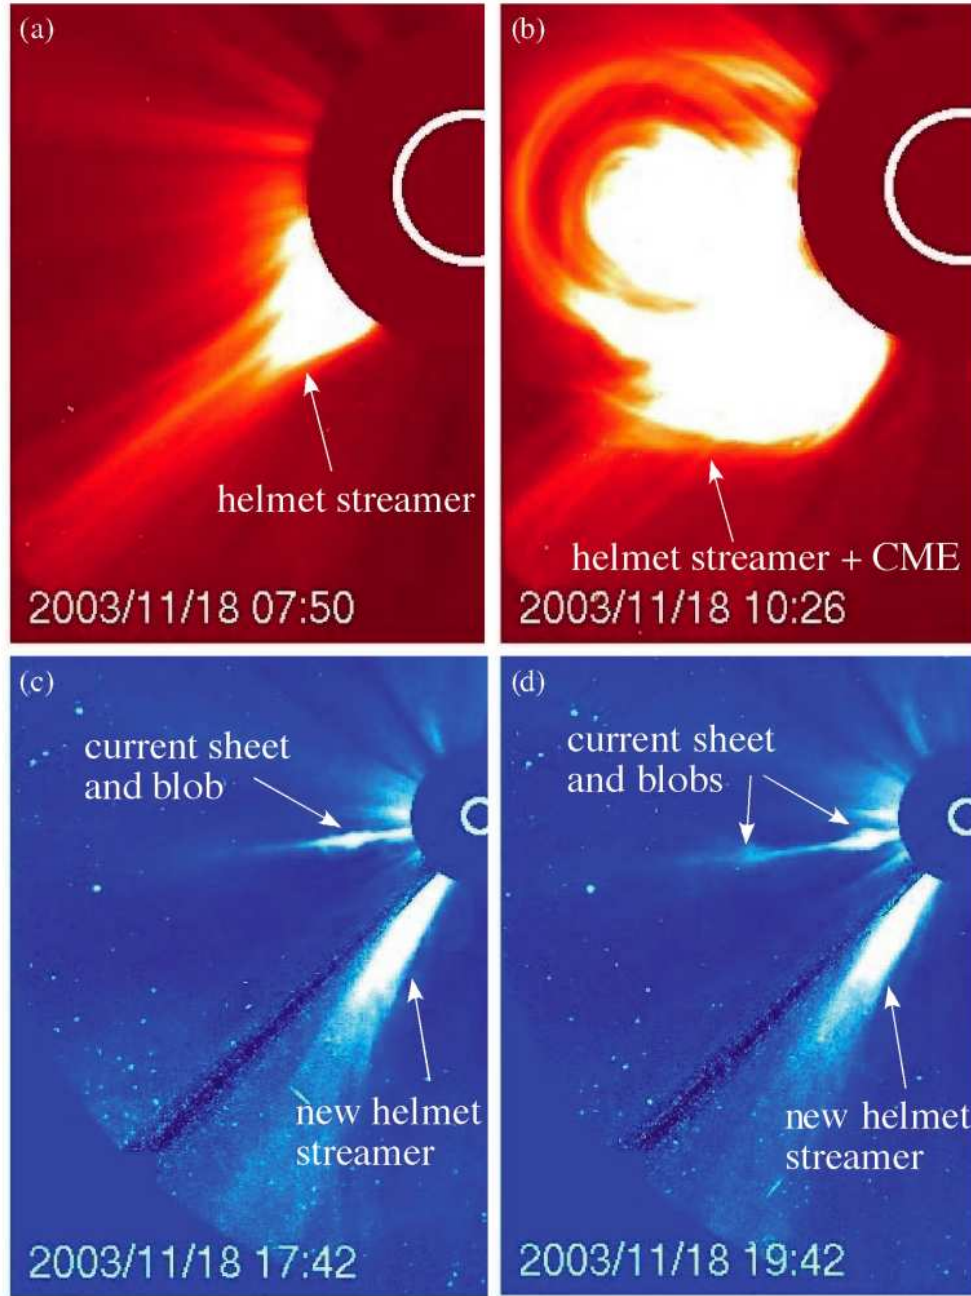 (a)
helmet streamer
2003/11/18 07:50
(b)
helmet streamer + CME
2003/11/18 10:26
(c)
current sheet
and blob
new helmet
streamer
2003/11/18 17:42
(d)
current sheet
and blobs
new helmet
streamer
2003/11/18 19:42